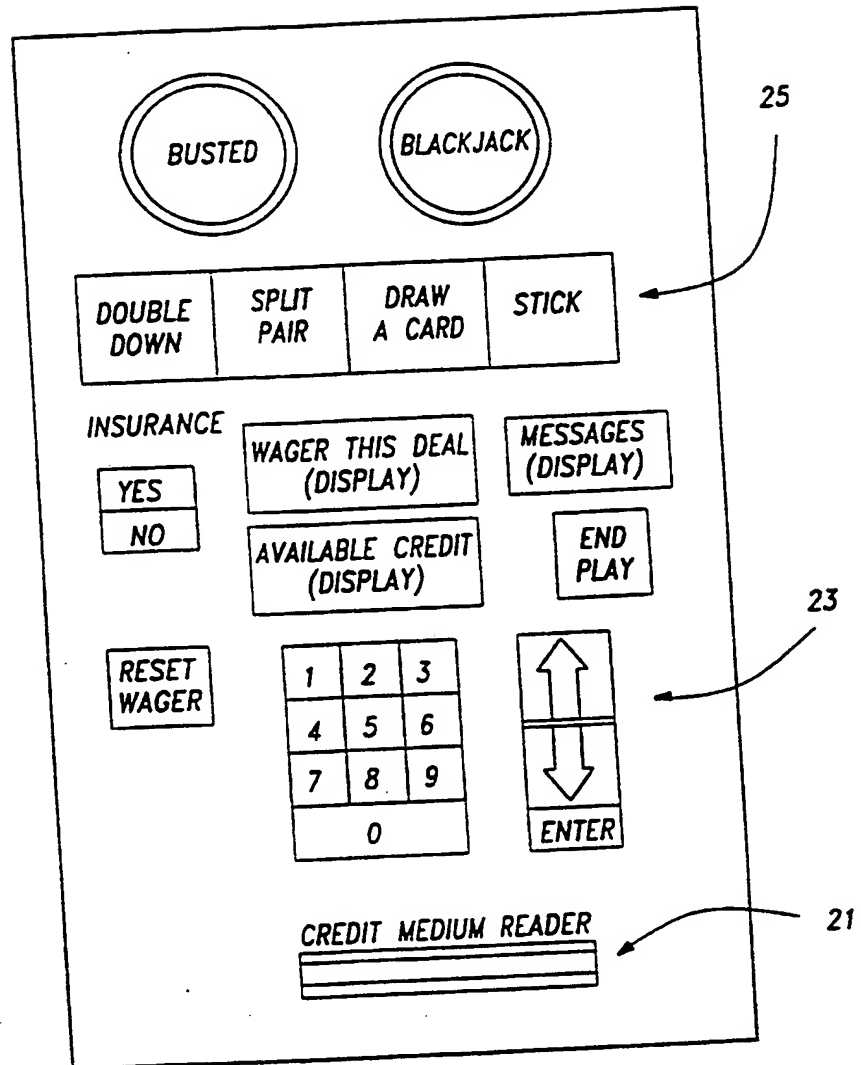 25
BUSTED
BLACKJACK
DOUBLE
DOWN
SPLIT
PAIR
DRAW
A CARD
STICK
INSURANCE
YES
NO
WAGER THIS DEAL
(DISPLAY)
MESSAGES
(DISPLAY)
AVAILABLE CREDIT
(DISPLAY)
END
PLAY
23
RESET
WAGER
1 2 3
4 5 6
7 8 9
0
ENTER
CREDIT MEDIUM READER
21